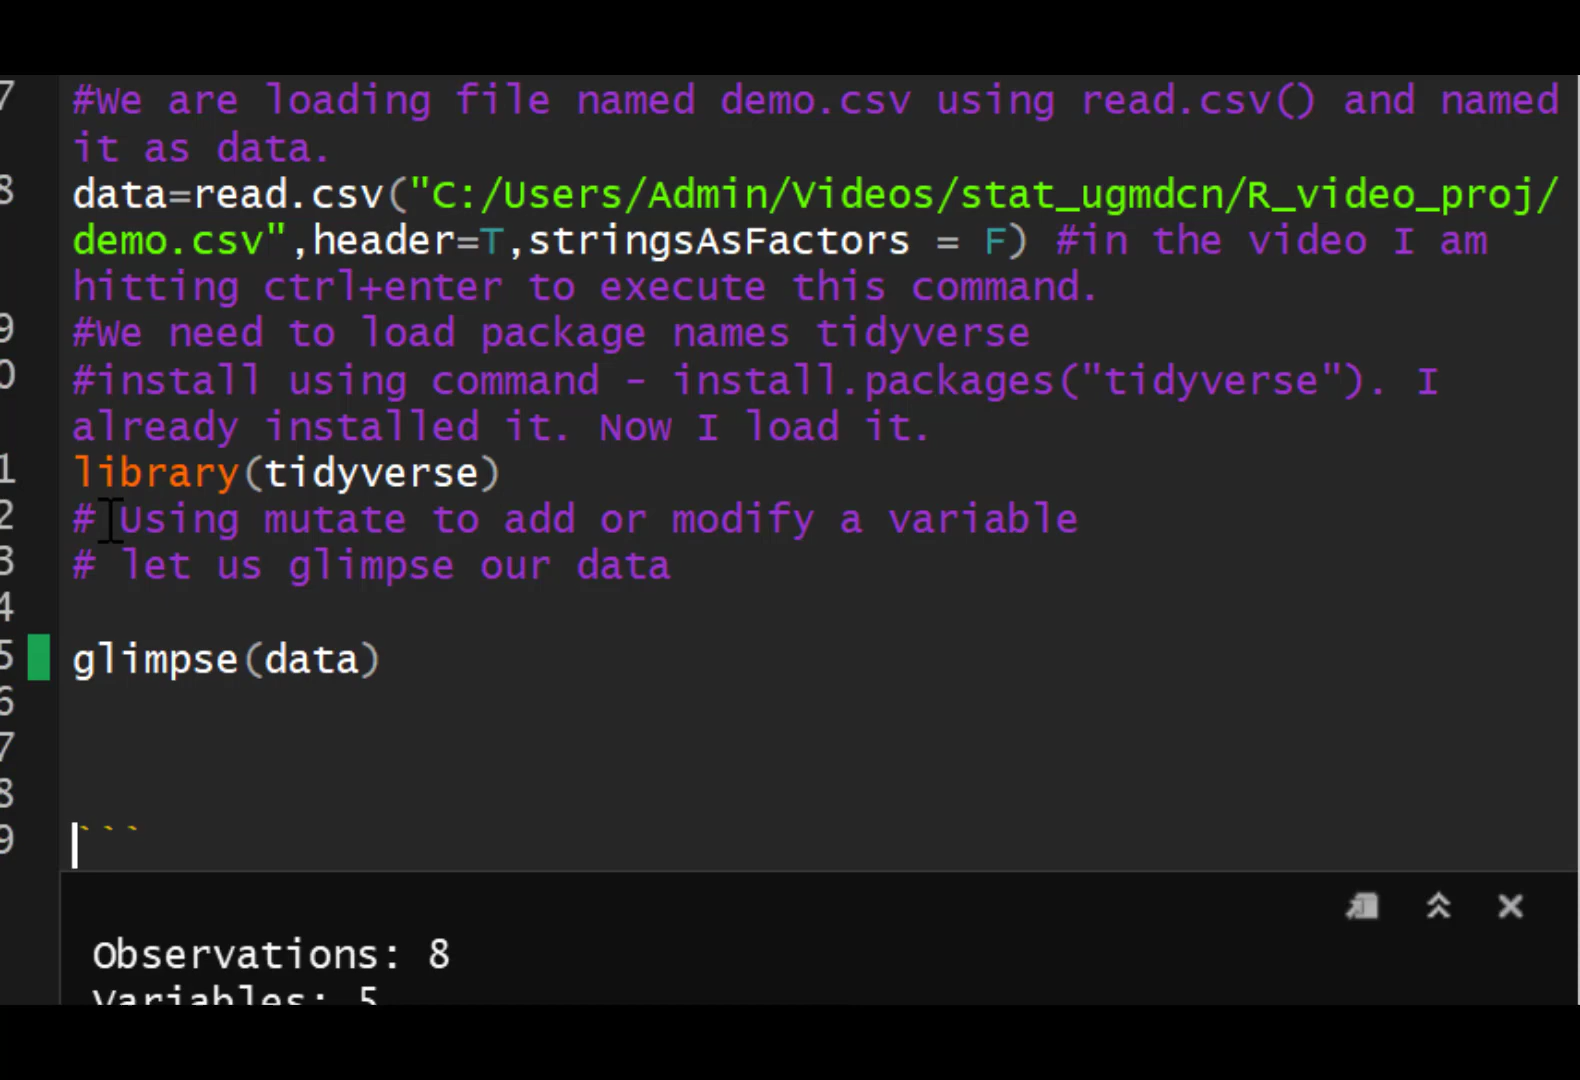 7 #We are loading file named demo.csv using read.csv() and named
it as data.
8 data=read.csv("C:/Users/Admin/Videos/stat_ugmdcn/R_video_proj/
demo.csv",header=T,stringsAsFactors = F) #in the video I am
hitting ctrl+enter to execute this command.
9 #We need to load package names tidyverse
0 #install using command - install.packages("tidyverse"). I
already installed it. Now I load it.
1 library(tidyverse)
2 # Using mutate to add or modify a variable
3 # let us glimpse our data
4
5 glimpse(data)
6
7
8
9 ```
Observations: 8
Variables: 5